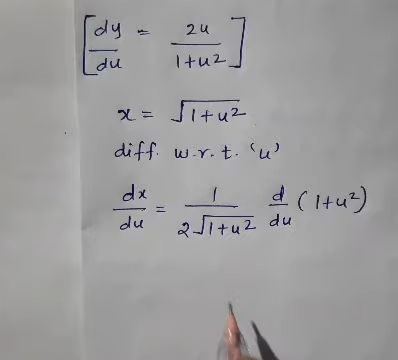 [dy/du = 2u/1+u²]
x = √1+u²
diff. w.r.t. 'u'
dx/du = 1/2√1+u² d/du (1+u²)